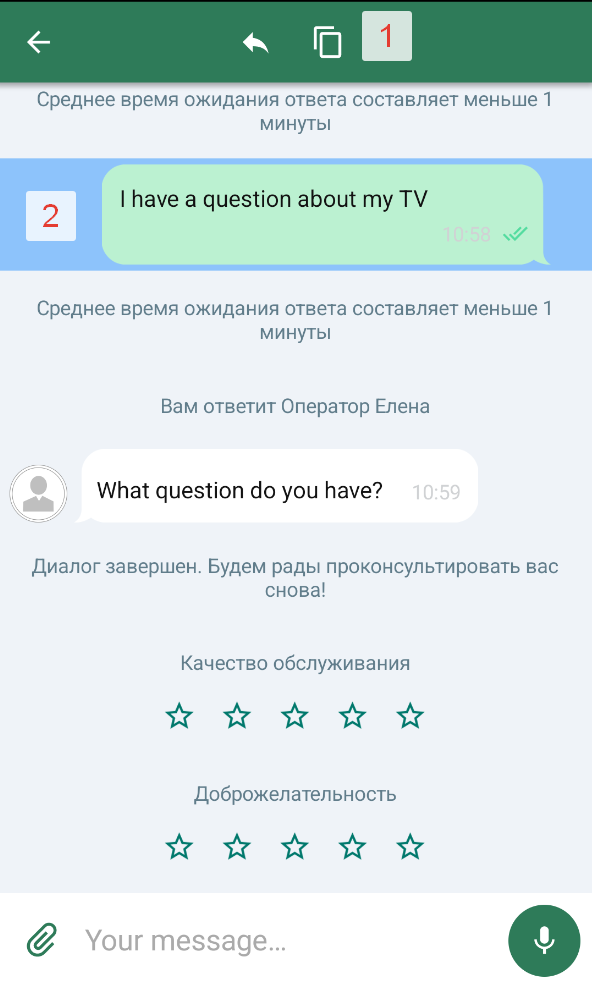 1
Среднее время ожидания ответа составляет меньше 1
минуты
2
I have a question about my TV
10:58
Среднее время ожидания ответа составляет меньше 1
минуты
Вам ответит Оператор Елена
What question do you have?
10:59
Диалог завершен. Будем рады проконсультировать вас
снова!
Качество обслуживания
Доброжелательность
Your message...